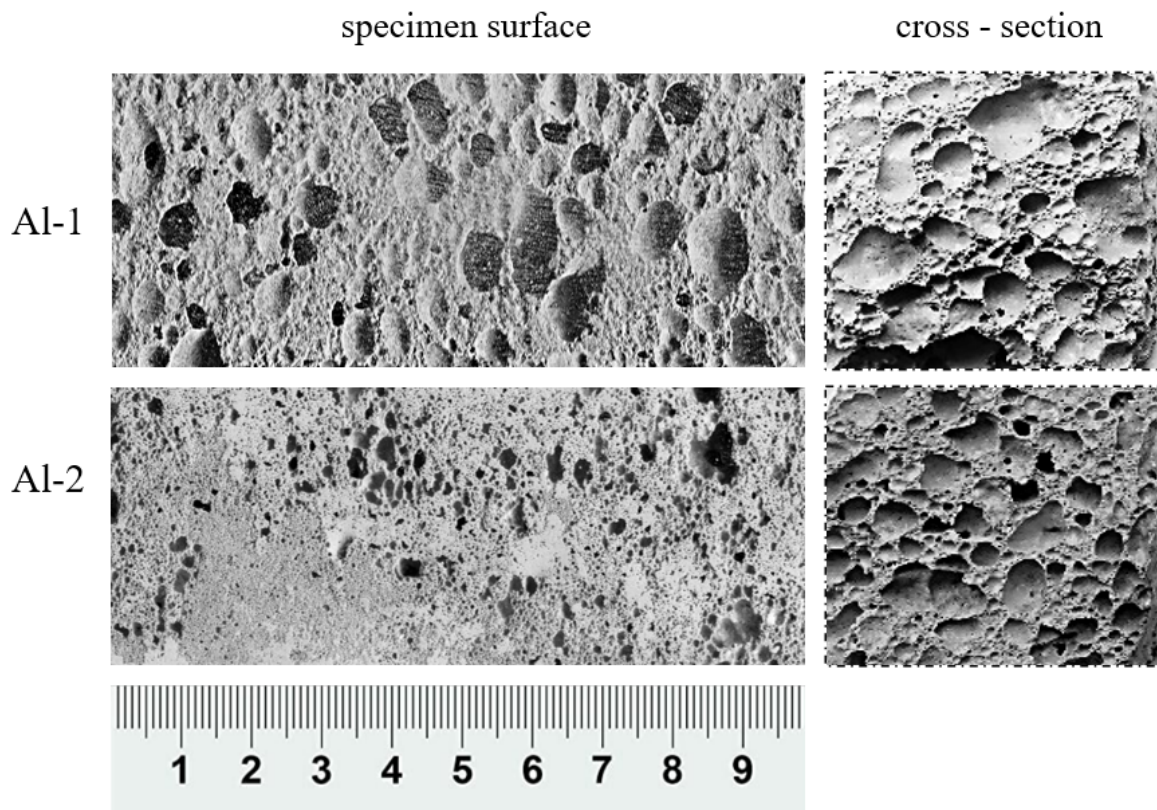 specimen surface
cross - section
Al-1
Al-2
1 2 3 4 5 6 7 8 9